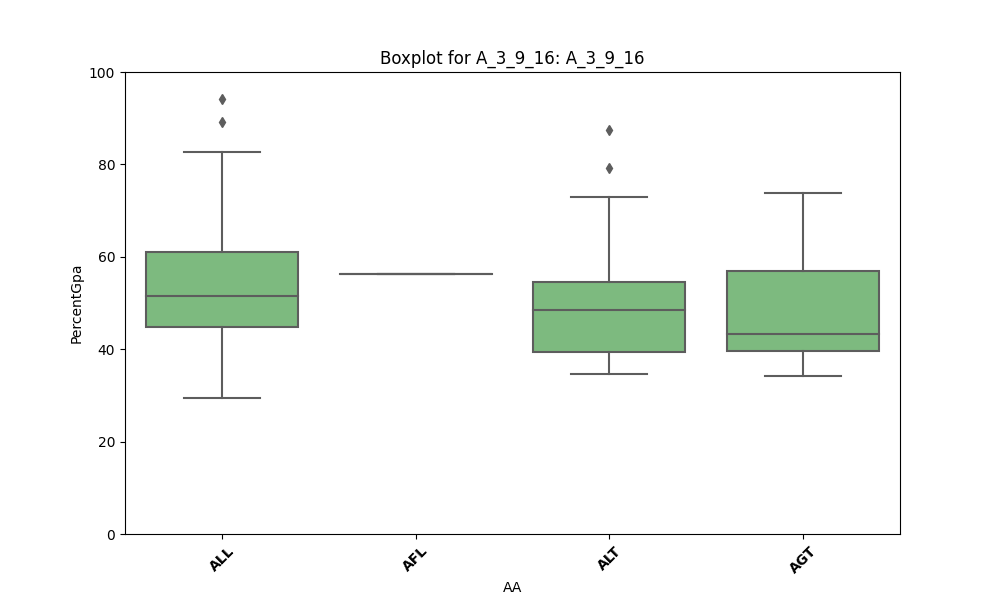 Boxplot for A_3_9_16: A_3_9_16
100
80
60
40
20
0
PercentGpa
ALL
AFL
ALT
AGT
AA